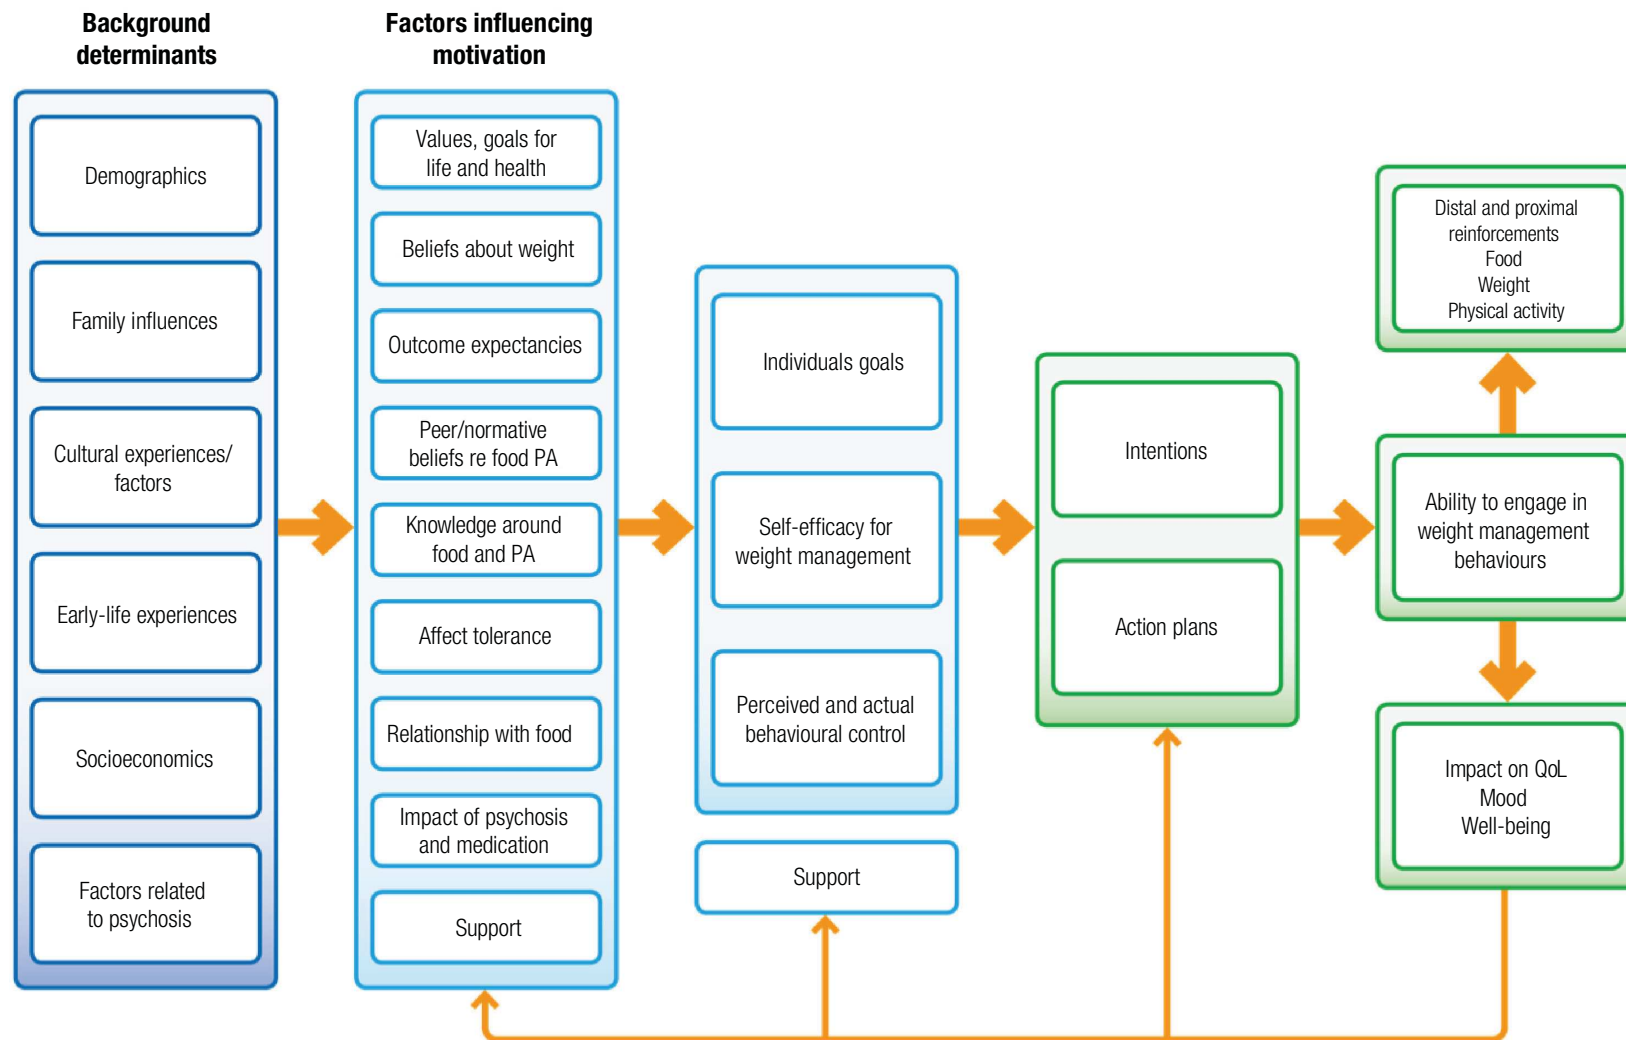 Background
determinants
Demographics
Family influences
Cultural experiences/
factors
Early-life experiences
Socioeconomics
Factors related
to psychosis
Factors influencing
motivation
Values, goals for
life and health
Beliefs about weight
Outcome expectancies
Peer/normative
beliefs re food PA
Knowledge around
food and PA
Affect tolerance
Relationship with food
Impact of psychosis
and medication
Support
Individuals goals
Self-efficacy for
weight management
Perceived and actual
behavioural control
Support
Intentions
Action plans
Distal and proximal
reinforcements
Food
Weight
Physical activity
Ability to engage in
weight management
behaviours
Impact on QoL
Mood
Well-being